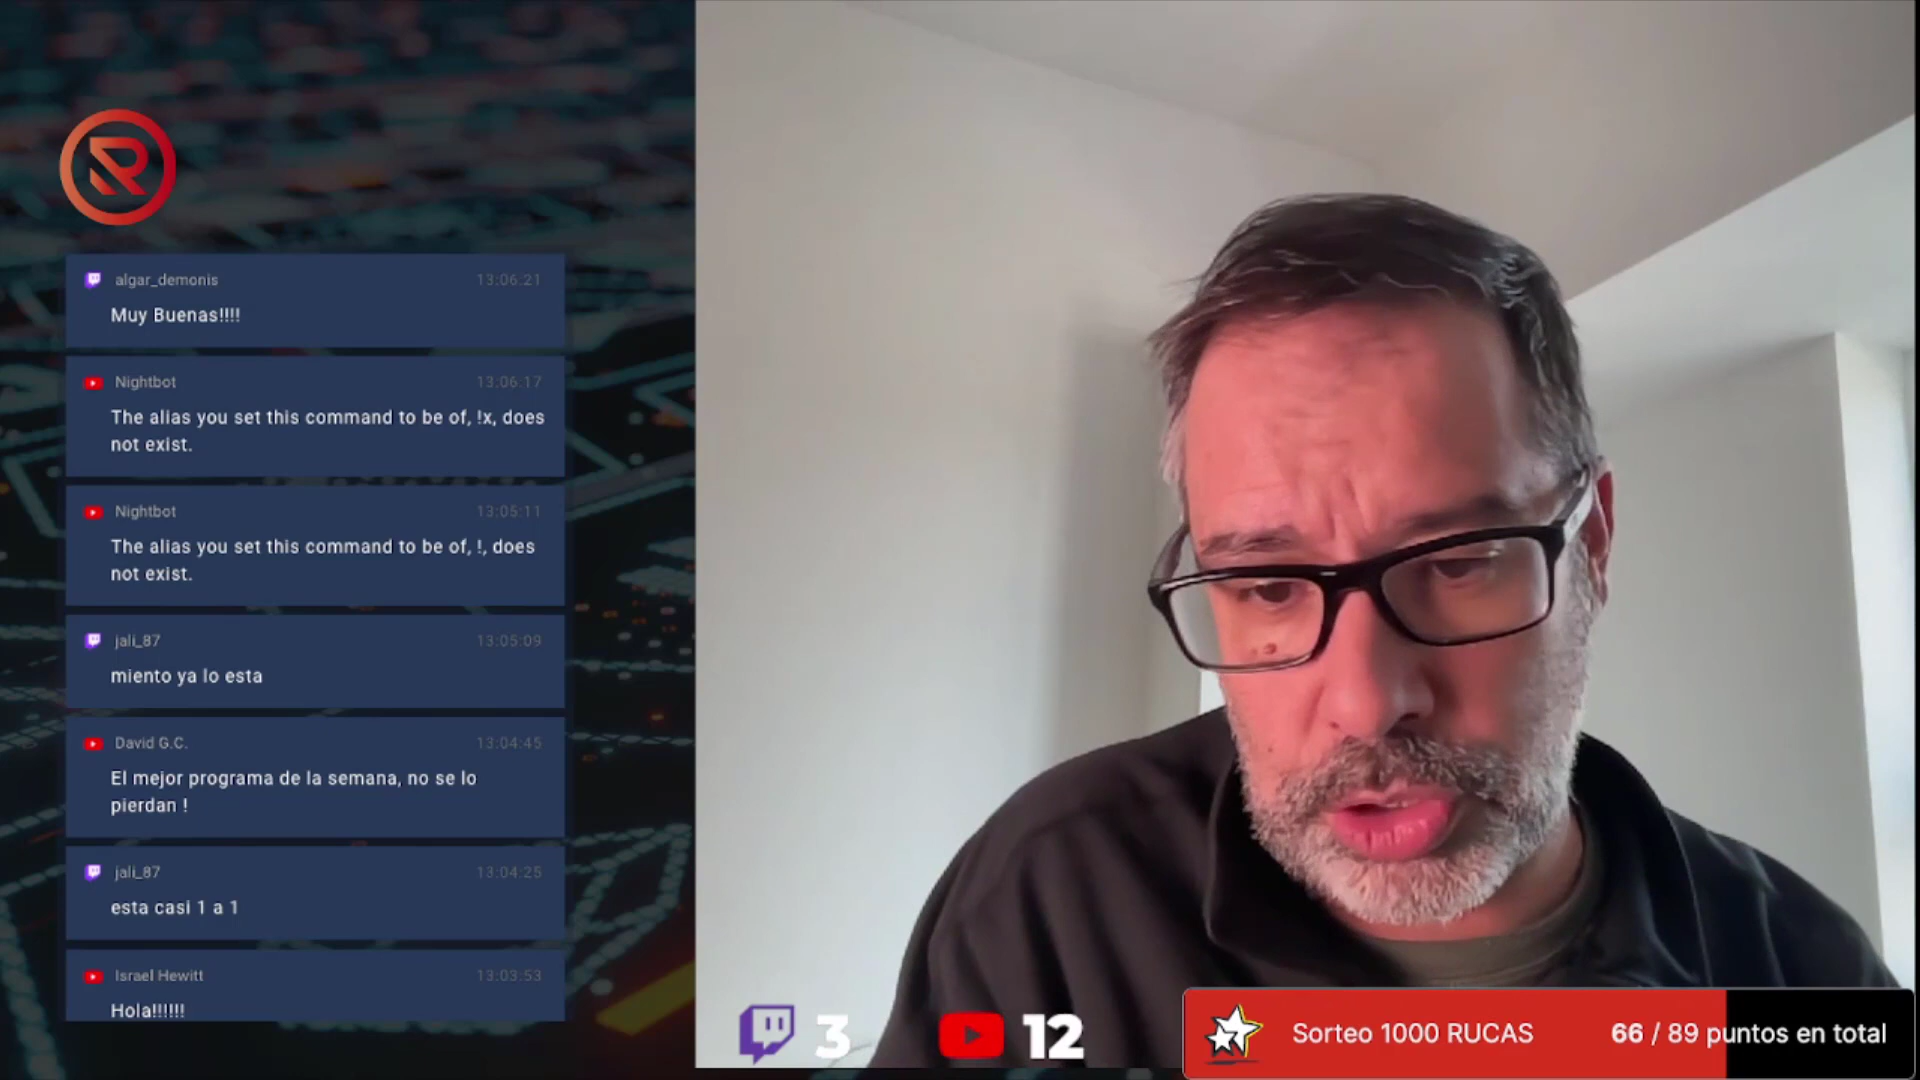 algar_demonis 13:06:21
Muy Buenas!!!!
Nightbot 13:06:17
The alias you set this command to be of, !x, does
not exist.
Nightbot 13:05:11
The alias you set this command to be of, !, does
not exist.
jali_87 13:05:09
miento ya lo esta
David G.C. 13:04:45
El mejor programa de la semana, no se lo
pierdan !
jali_87 13:04:25
esta casi 1 a 1
Israel Hewitt 13:03:53
Hola!!!!!!
3 12
Sorteo 1000 RUCAS 66 / 89 puntos en total